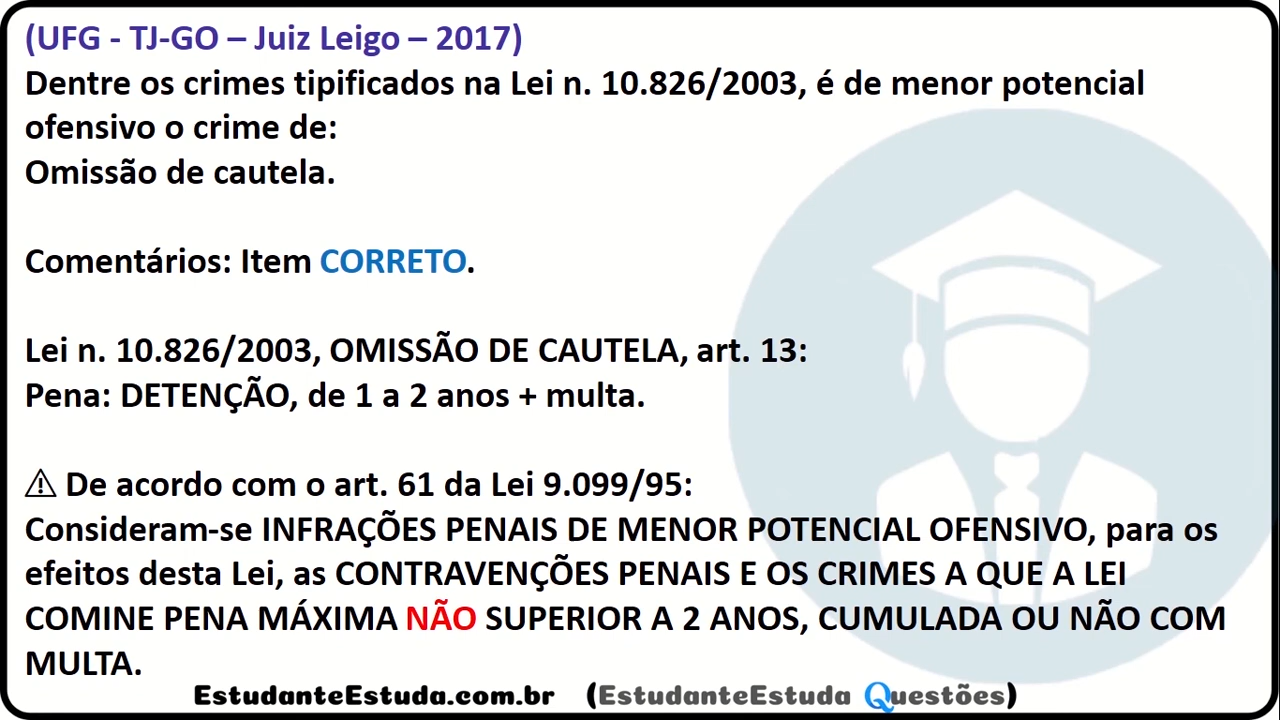 (UFG - TJ-GO – Juiz Leigo – 2017)
Dentre os crimes tipificados na Lei n. 10.826/2003, é de menor potencial
ofensivo o crime de:
Omissão de cautela.
Comentários: Item CORRETO.
Lei n. 10.826/2003, OMISSÃO DE CAUTELA, art. 13:
Pena: DETENÇÃO, de 1 a 2 anos + multa.
⚠ De acordo com o art. 61 da Lei 9.099/95:
Consideram-se INFRAÇÕES PENAIS DE MENOR POTENCIAL OFENSIVO, para os
efeitos desta Lei, as CONTRAVENÇÕES PENAIS E OS CRIMES A QUE A LEI
COMINE PENA MÁXIMA NÃO SUPERIOR A 2 ANOS, CUMULADA OU NÃO COM
MULTA.
EstudanteEstuda.com.br (EstudanteEstuda Questões)